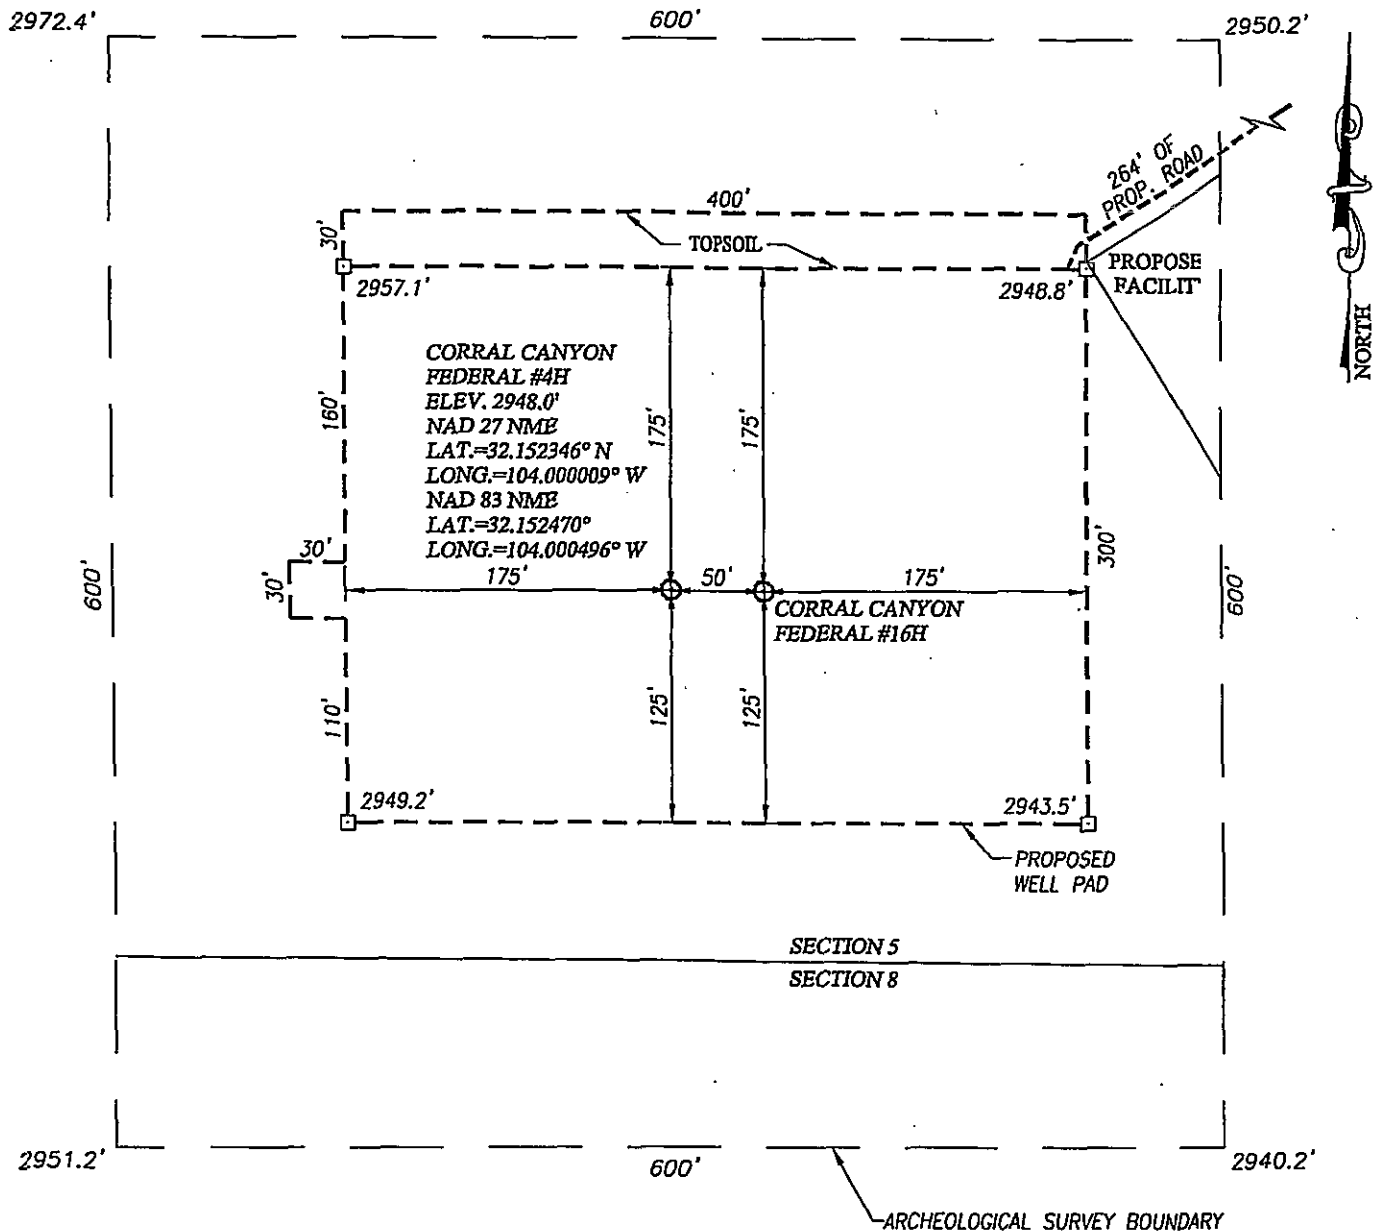 2972.4'
600'
2950.2'
264' OF
PROP. ROAD
400'
30'
TOPSOIL
PROPOSE
FACILIT
2957.1'
2948.8'
NORTH
CORRAL CANYON
FEDERAL #4H
ELEV. 2948.0'
NAD 27 NME
LAT.=32.152346° N
LONG.=104.000009° W
NAD 83 NME
LAT.=32.152470°
LONG.=104.000496° W
160'
175'
175'
300'
30'
30'
600'
175'
50'
175'
600'
CORRAL CANYON
FEDERAL #16H
110'
125'
125'
2949.2'
2943.5'
PROPOSED
WELL PAD
SECTION 5
SECTION 8
2951.2'
600'
2940.2'
ARCHEOLOGICAL SURVEY BOUNDARY